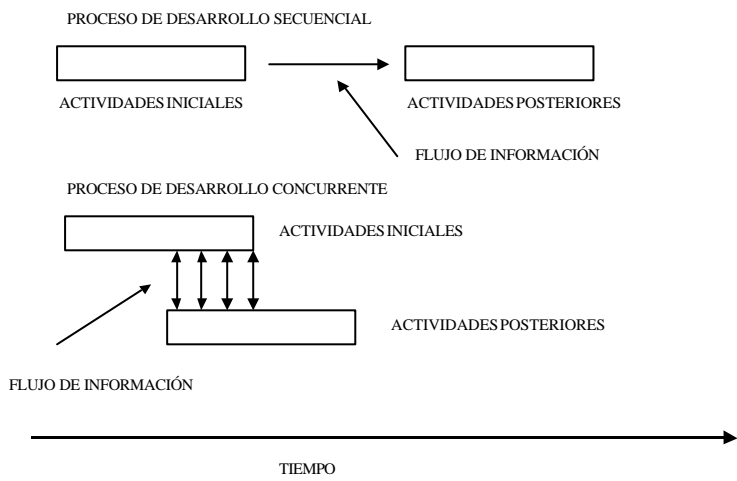 PROCESO DE DESARROLLO SECUENCIAL
ACTIVIDADES INICIALES
ACTIVIDADES POSTERIORES
FLUJO DE INFORMACIÓN
PROCESO DE DESARROLLO CONCURRENTE
ACTIVIDADES INICIALES
ACTIVIDADES POSTERIORES
FLUJO DE INFORMACIÓN
TIEMPO